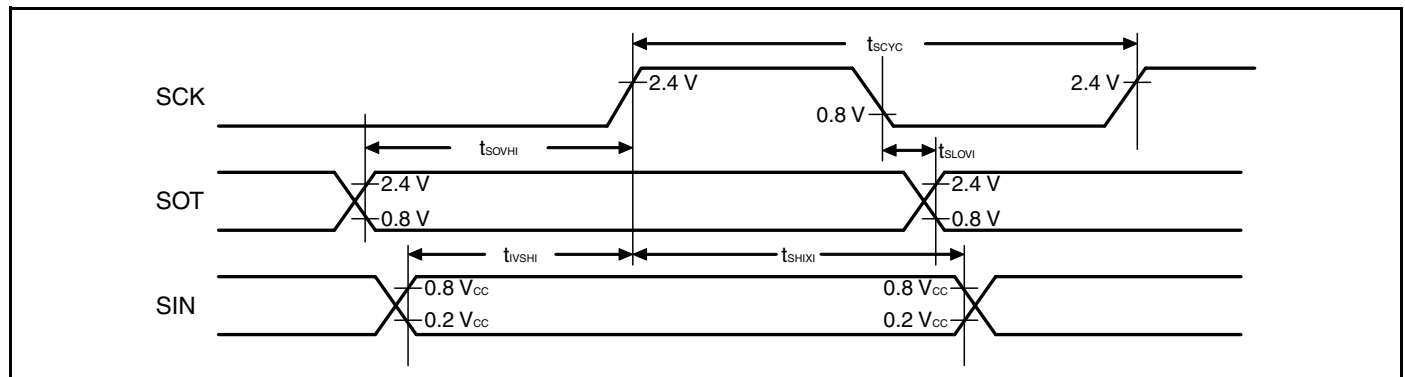 tSCYC
SCK
2.4 V
2.4 V
0.8 V
tSOVHI
tSLOVI
SOT
2.4 V
2.4 V
0.8 V
0.8 V
tIVSHI
tSHIXI
SIN
0.8 VCC
0.8 VCC
0.2 VCC
0.2 VCC